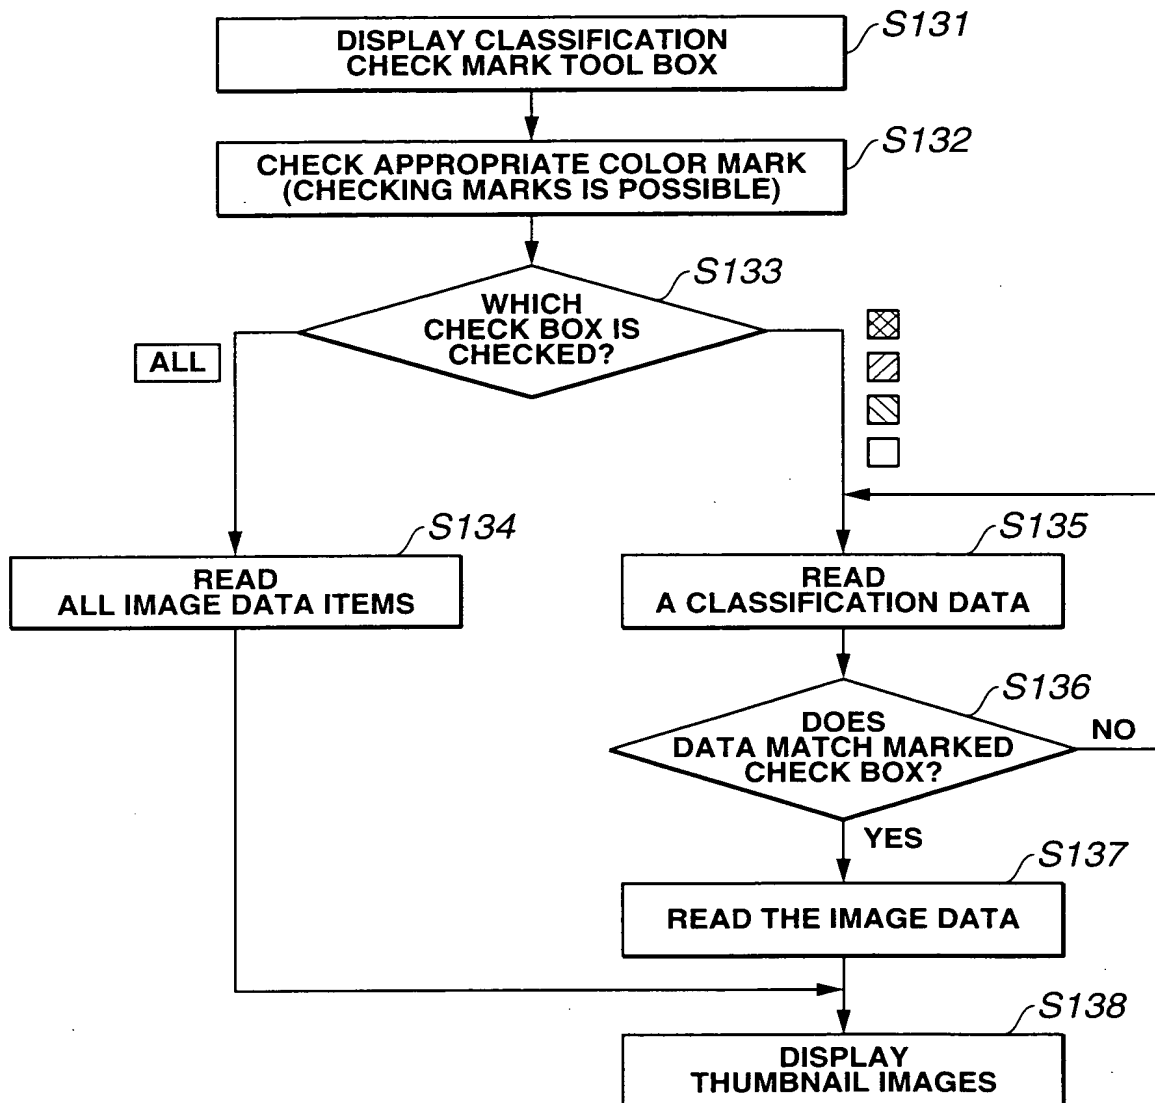 S131
DISPLAY CLASSIFICATION
CHECK MARK TOOL BOX
S132
CHECK APPROPRIATE COLOR MARK
(CHECKING MARKS IS POSSIBLE)
S133
WHICH
CHECK BOX IS
CHECKED?
ALL
S134
READ
ALL IMAGE DATA ITEMS
S135
READ
A CLASSIFICATION DATA
S136
DOES
DATA MATCH MARKED
CHECK BOX?
NO
YES
S137
READ THE IMAGE DATA
S138
DISPLAY
THUMBNAIL IMAGES